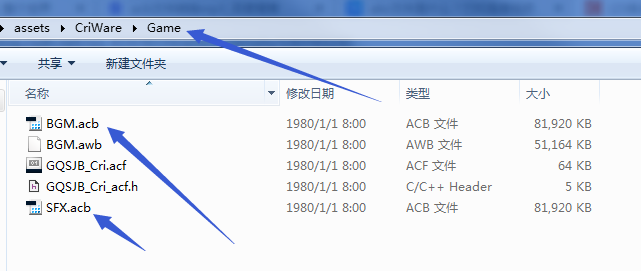 assets CriWare Game
共享 新建文件夹
名称 修改日期 类型 大小
BGM.acb 1980/1/1 8:00 ACB 文件 81,920 KB
BGM.awb 1980/1/1 8:00 AWB 文件 51,164 KB
GQSJB_Cri.acf 1980/1/1 8:00 ACF 文件 64 KB
GQSJB_Cri_acf.h 1980/1/1 8:00 C/C++ Header 5 KB
SFX.acb 1980/1/1 8:00 ACB 文件 81,920 KB